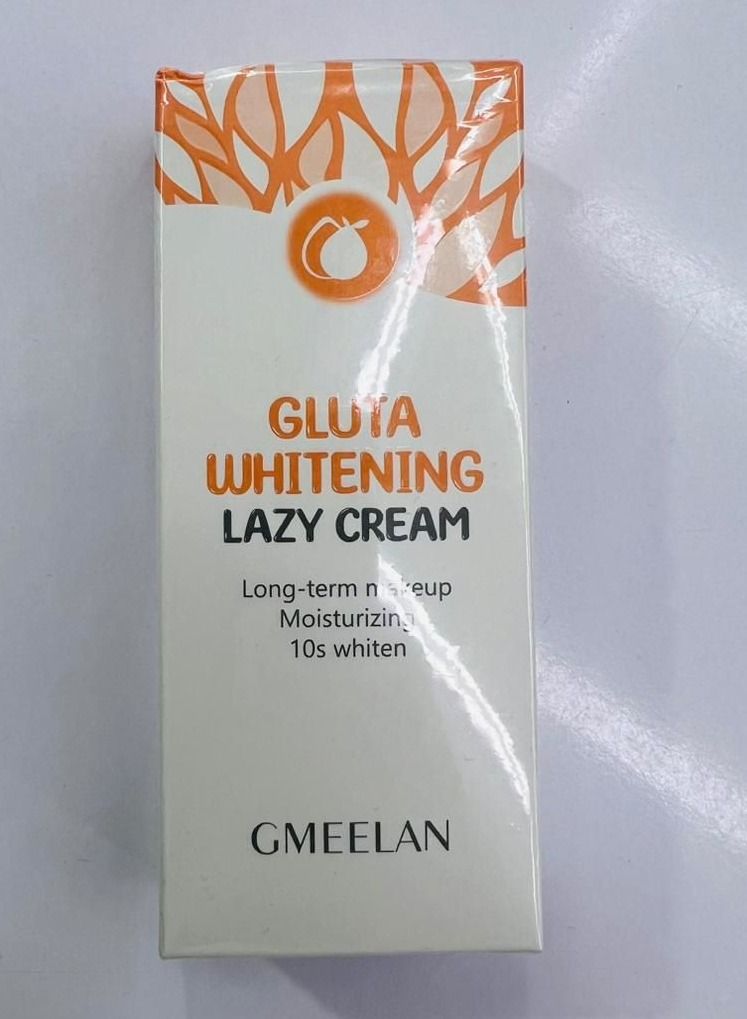 GLUTA
WHITENING
LAZY CREAM
Long-term makeup
Moisturizing
10s whiten
GMEELAN